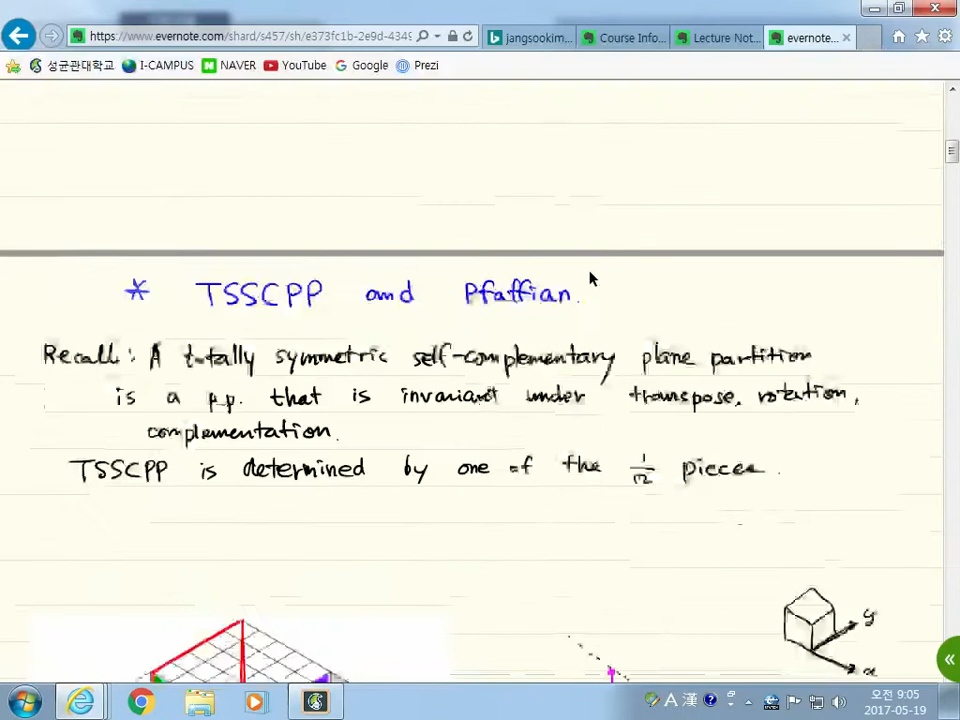 https://www.evernote.com/shard/s457/sh/e373fc1b-2e9d-4349
jangsookim...
Course Info...
Lecture Not...
evernote...
성균관대학교 I-CAMPUS NAVER YouTube Google Prezi
* TSSCPP and Pfaffian.
Recall: A totally symmetric self-complementary plane partition
is a p.p. that is invariant under transpose, rotation,
complementation.
TSSCPP is determined by one of the 1/12 pieces.
y
x
A 漢
오전 9:05
2017-05-19